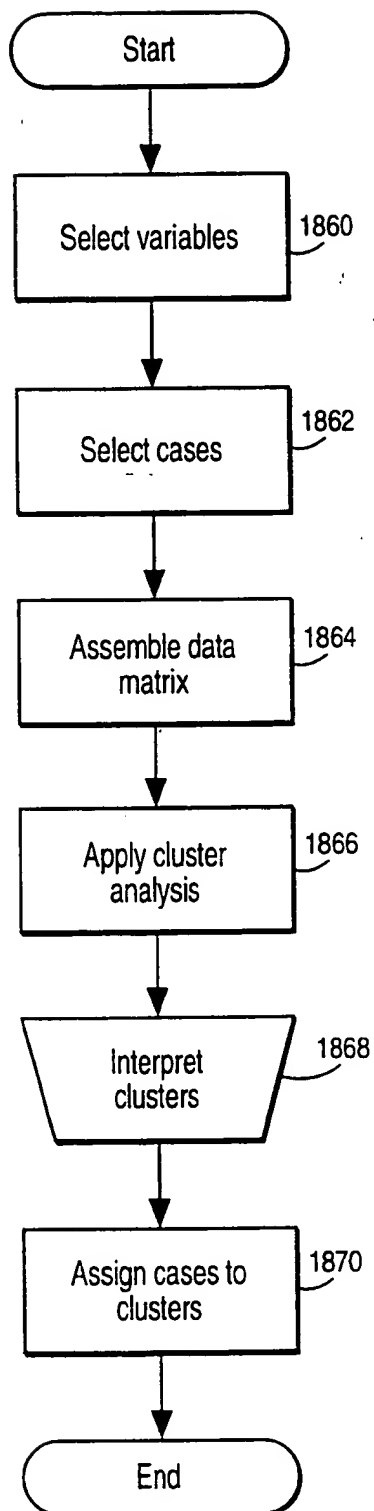 Start
Select variables
1860
Select cases
1862
Assemble data
matrix
1864
Apply cluster
analysis
1866
Interpret
clusters
1868
Assign cases to
clusters
1870
End